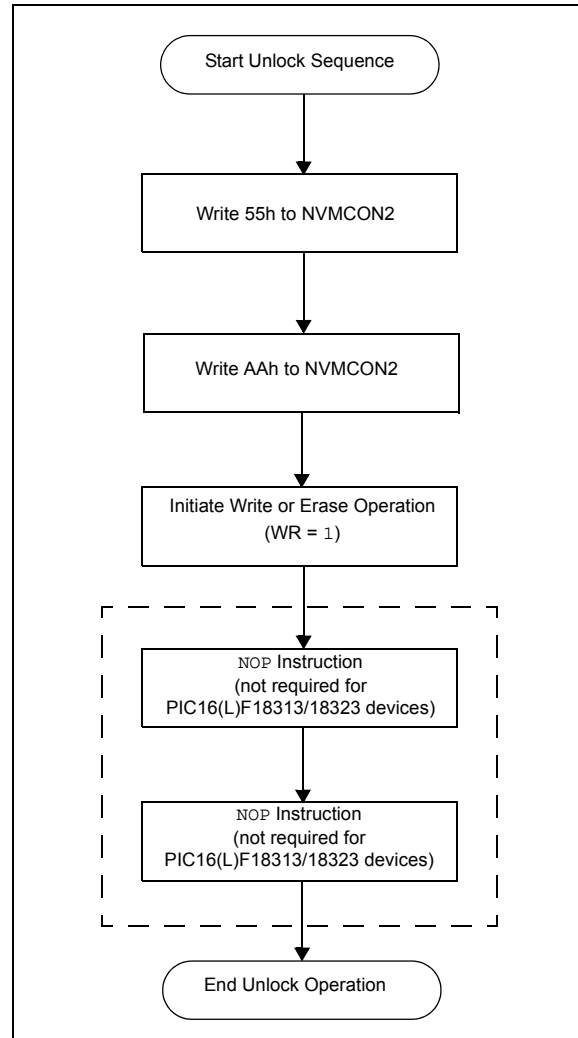 Start Unlock Sequence
Write 55h to NVMCON2
Write AAh to NVMCON2
Initiate Write or Erase Operation
(WR = 1)
NOP Instruction
(not required for
PIC16(L)F18313/18323 devices)
NOP Instruction
(not required for
PIC16(L)F18313/18323 devices)
End Unlock Operation